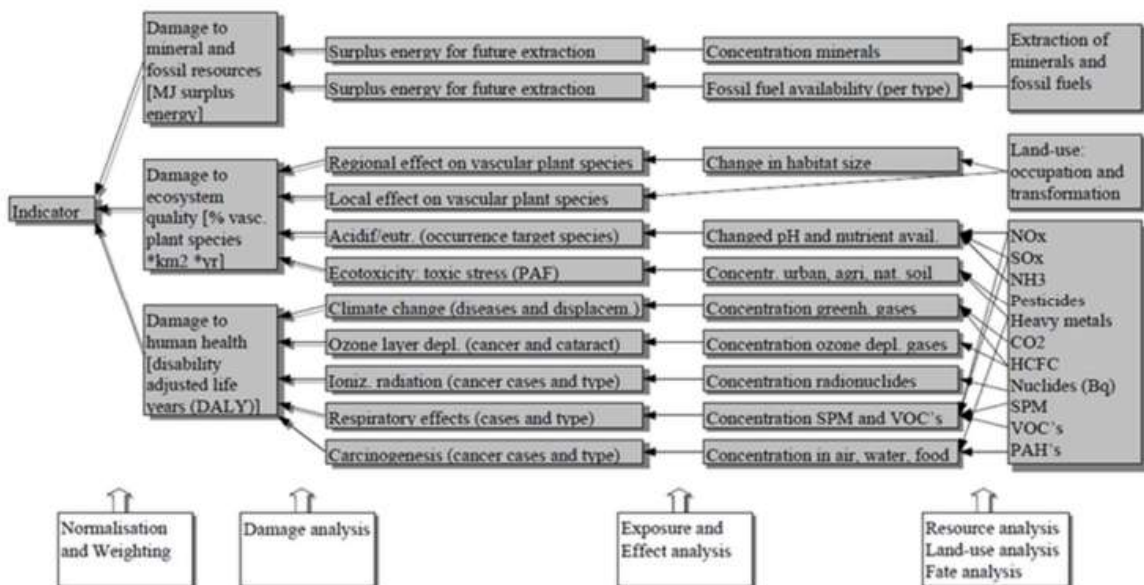 Damage to
mineral and
fossil resources
[MJ surplus
energy]
Surplus energy for future extraction
Concentration minerals
Extraction of
minerals and
fossil fuels
Surplus energy for future extraction
Fossil fuel availability (per type)
Indicator
Damage to
ecosystem
quality [% vasc.
plant species
*km2 *yr]
Regional effect on vascular plant species
Change in habitat size
Land-use:
occupation and
transformation
Local effect on vascular plant species
Acidif/eutr. (occurrence target species)
Changed pH and nutrient avail.
Ecotoxicity: toxic stress (PAF)
Concentr. urban, agri, nat. soil
Damage to
human health
[disability
adjusted life
years (DALY)]
Climate change (diseases and displacem.)
Concentration greenh. gases
Ozone layer depl. (cancer and cataract)
Concentration ozone depl. gases
Ioniz. radiation (cancer cases and type)
Concentration radionuclides
Respiratory effects (cases and type)
Concentration SPM and VOC's
Carcinogenesis (cancer cases and type)
Concentration in air, water, food
NOx
SOx
NH3
Pesticides
Heavy metals
CO2
HCFC
Nuclides (Bq)
SPM
VOC's
PAH's
Normalisation
and Weighting
Damage analysis
Exposure and
Effect analysis
Resource analysis
Land-use analysis
Fate analysis